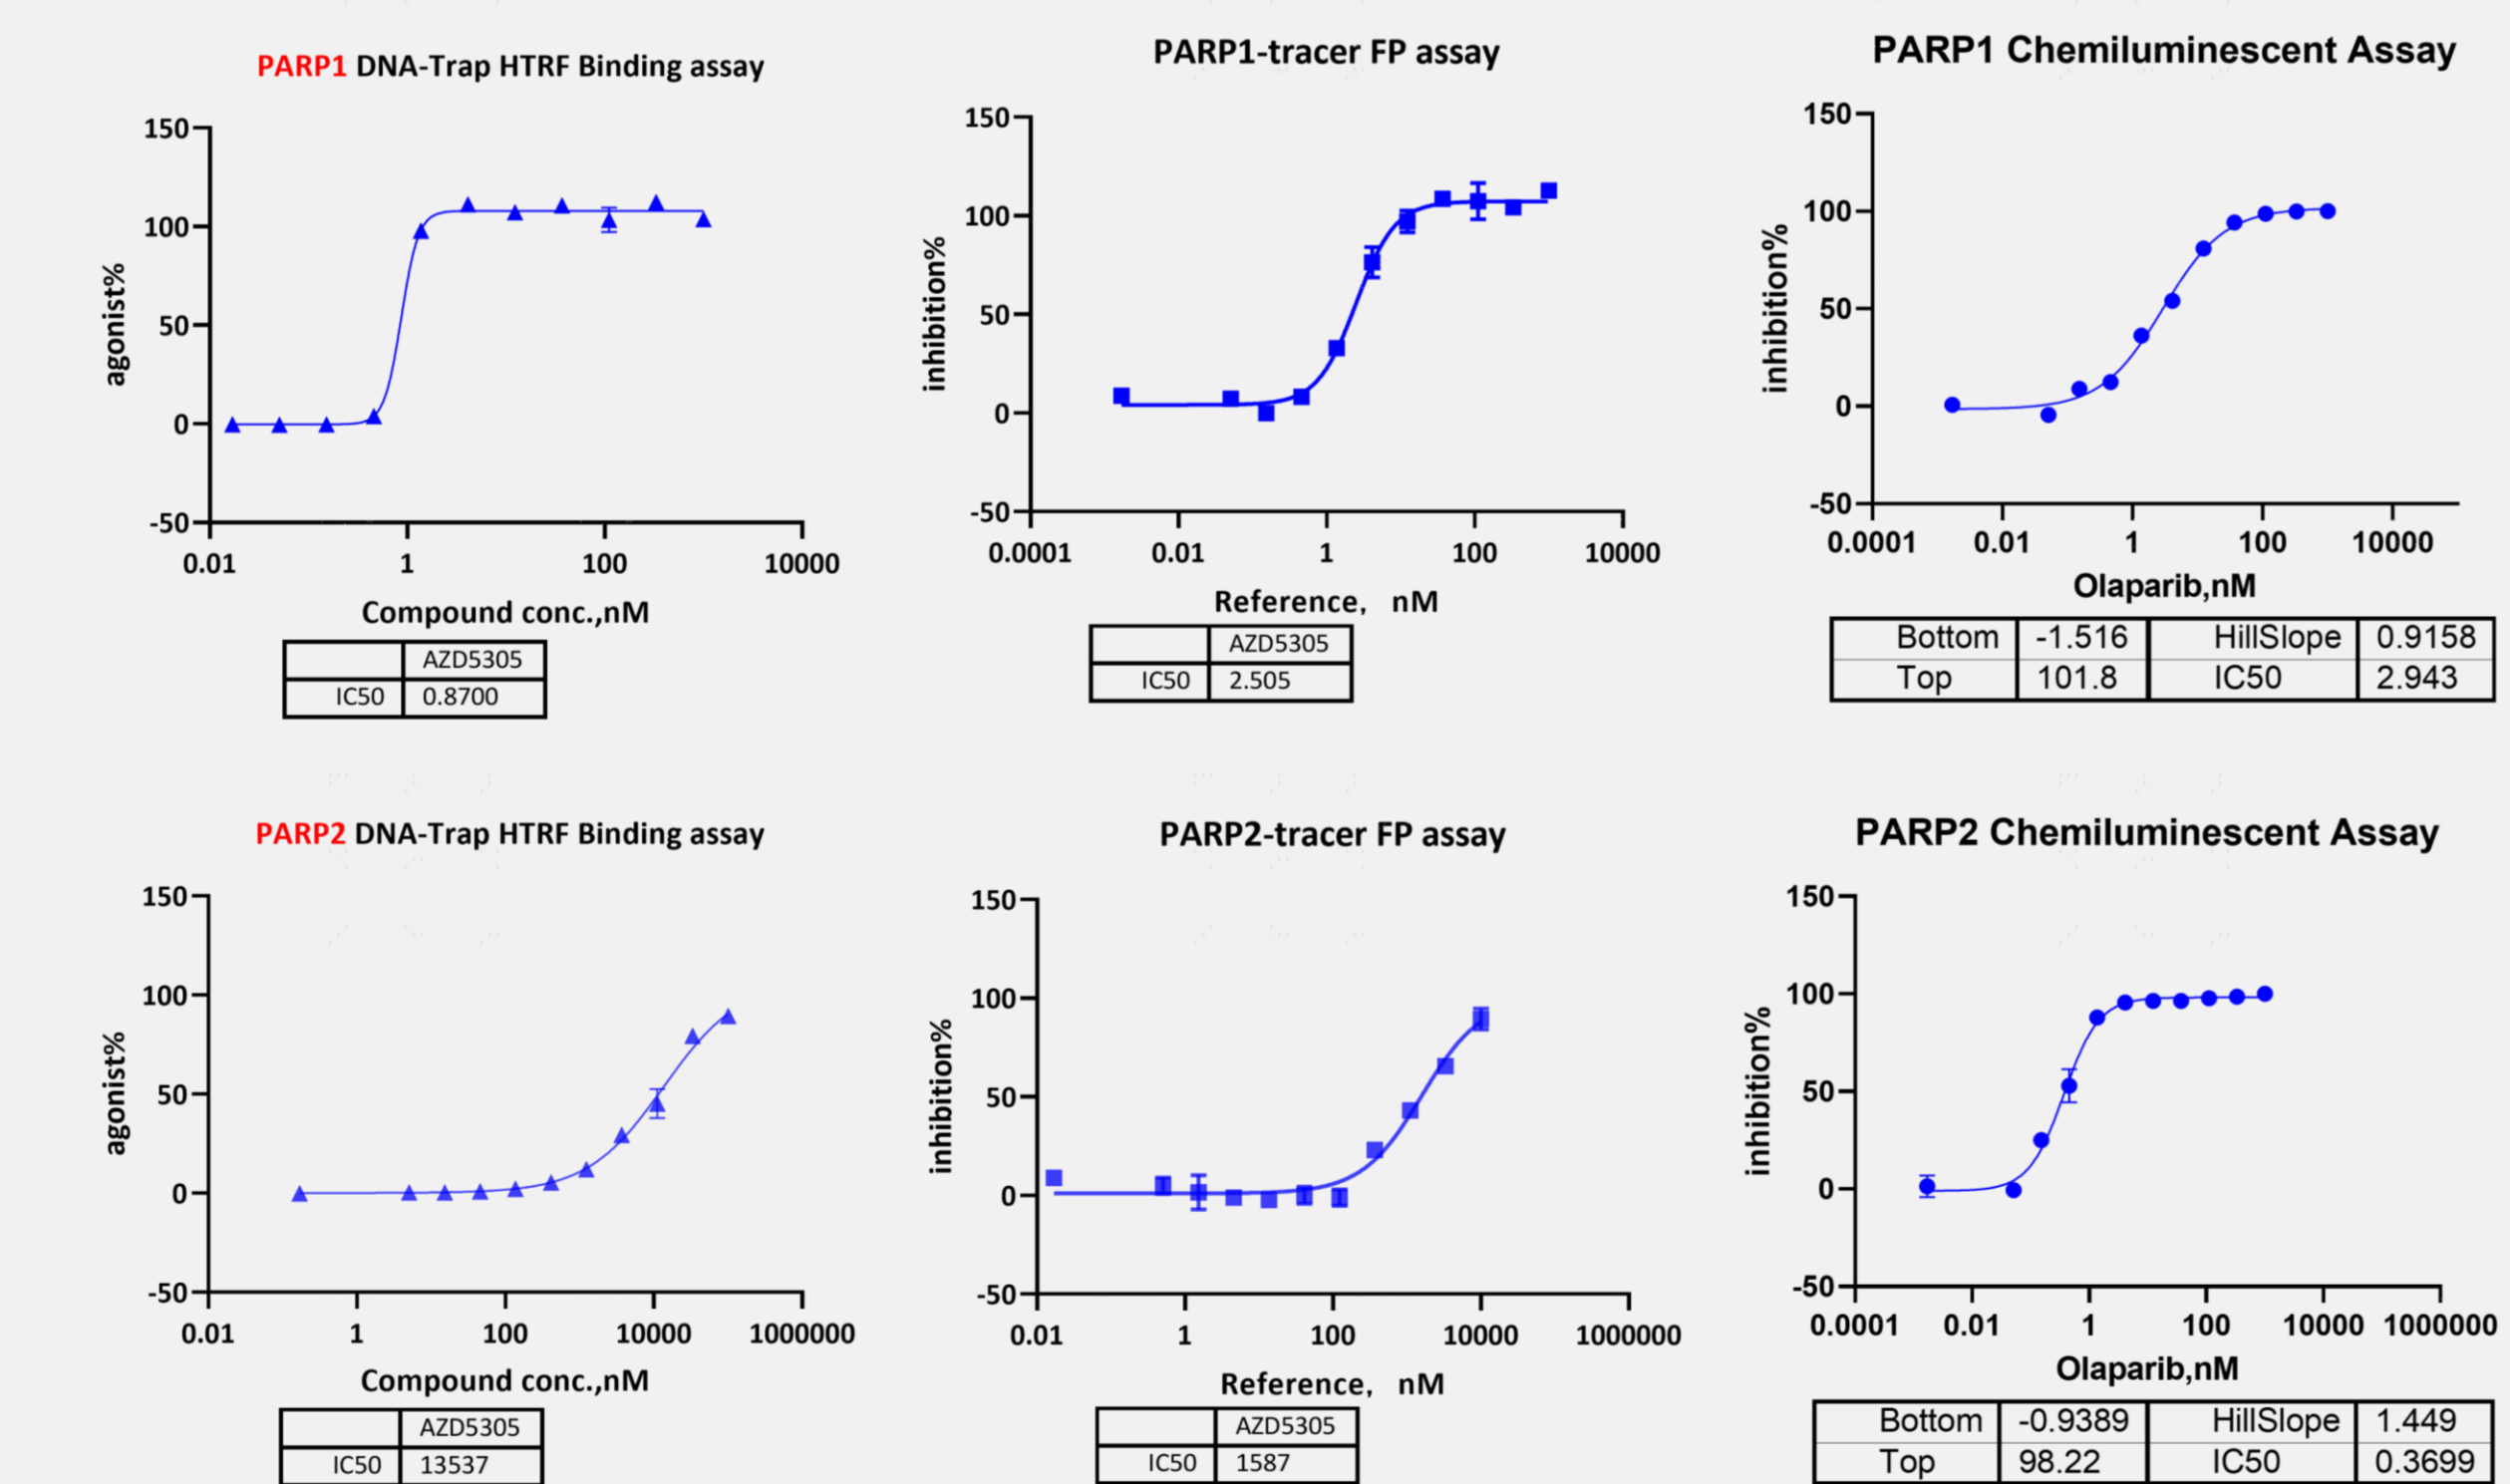 PARP1 DNA-Trap HTRF Binding assay
150
100
50
0
-50
agonist%
0.01 1 100 10000
Compound conc.,nM
AZD5305
IC50 0.8700
PARP1-tracer FP assay
150
100
50
0
-50
inhibition%
0.0001 0.01 1 100 10000
Reference, nM
AZD5305
IC50 2.505
PARP1 Chemiluminescent Assay
150
100
50
0
-50
inhibition%
0.0001 0.01 1 100 10000
Olaparib,nM
Bottom -1.516 HillSlope 0.9158
Top 101.8 IC50 2.943
PARP2 DNA-Trap HTRF Binding assay
150
100
50
0
-50
agonist%
0.01 1 100 10000 1000000
Compound conc.,nM
AZD5305
IC50 13537
PARP2-tracer FP assay
150
100
50
0
-50
inhibition%
0.01 1 100 10000 1000000
Reference, nM
AZD5305
IC50 1587
PARP2 Chemiluminescent Assay
150
100
50
0
-50
inhibition%
0.0001 0.01 1 100 10000 1000000
Olaparib,nM
Bottom -0.9389 HillSlope 1.449
Top 98.22 IC50 0.3699